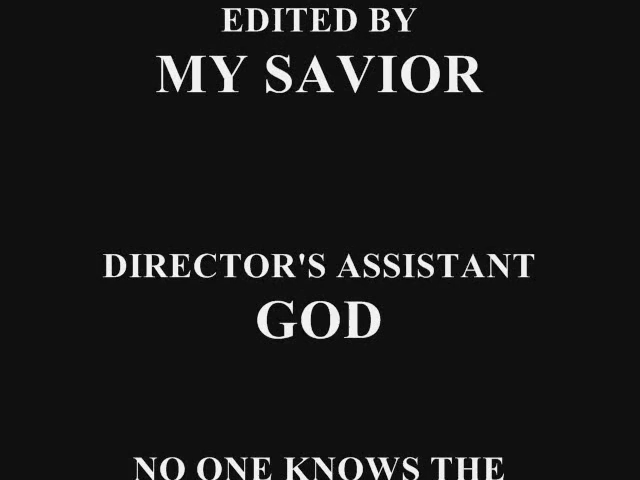 EDITED BY
MY SAVIOR
DIRECTOR'S ASSISTANT
GOD
NO ONE KNOWS THE